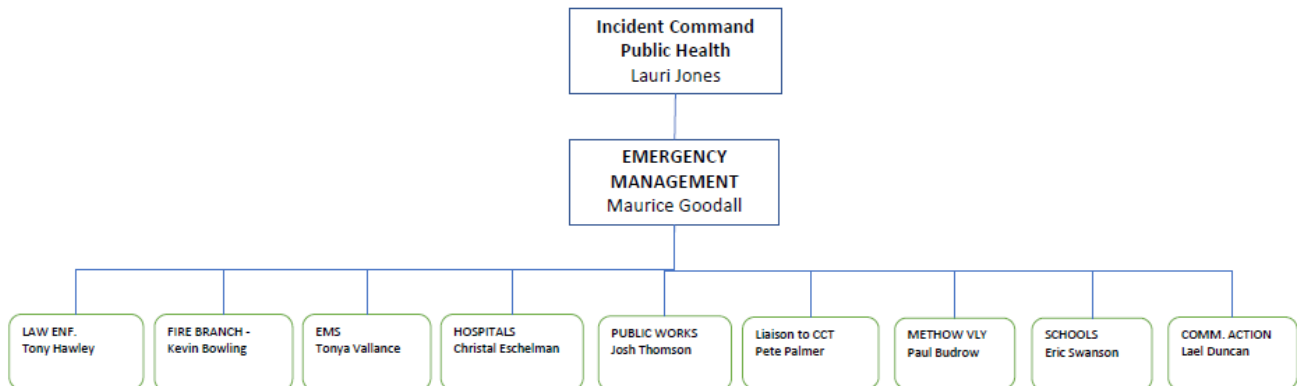 Incident Command
Public Health
Lauri Jones
EMERGENCY
MANAGEMENT
Maurice Goodall
LAW ENF.
Tony Hawley
FIRE BRANCH -
Kevin Bowling
EMS
Tonya Vallance
HOSPITALS
Christal Eschelman
PUBLIC WORKS
Josh Thomson
Liaison to CCT
Pete Palmer
METHOW VLY
Paul Budrow
SCHOOLS
Eric Swanson
COMM. ACTION
Lael Duncan